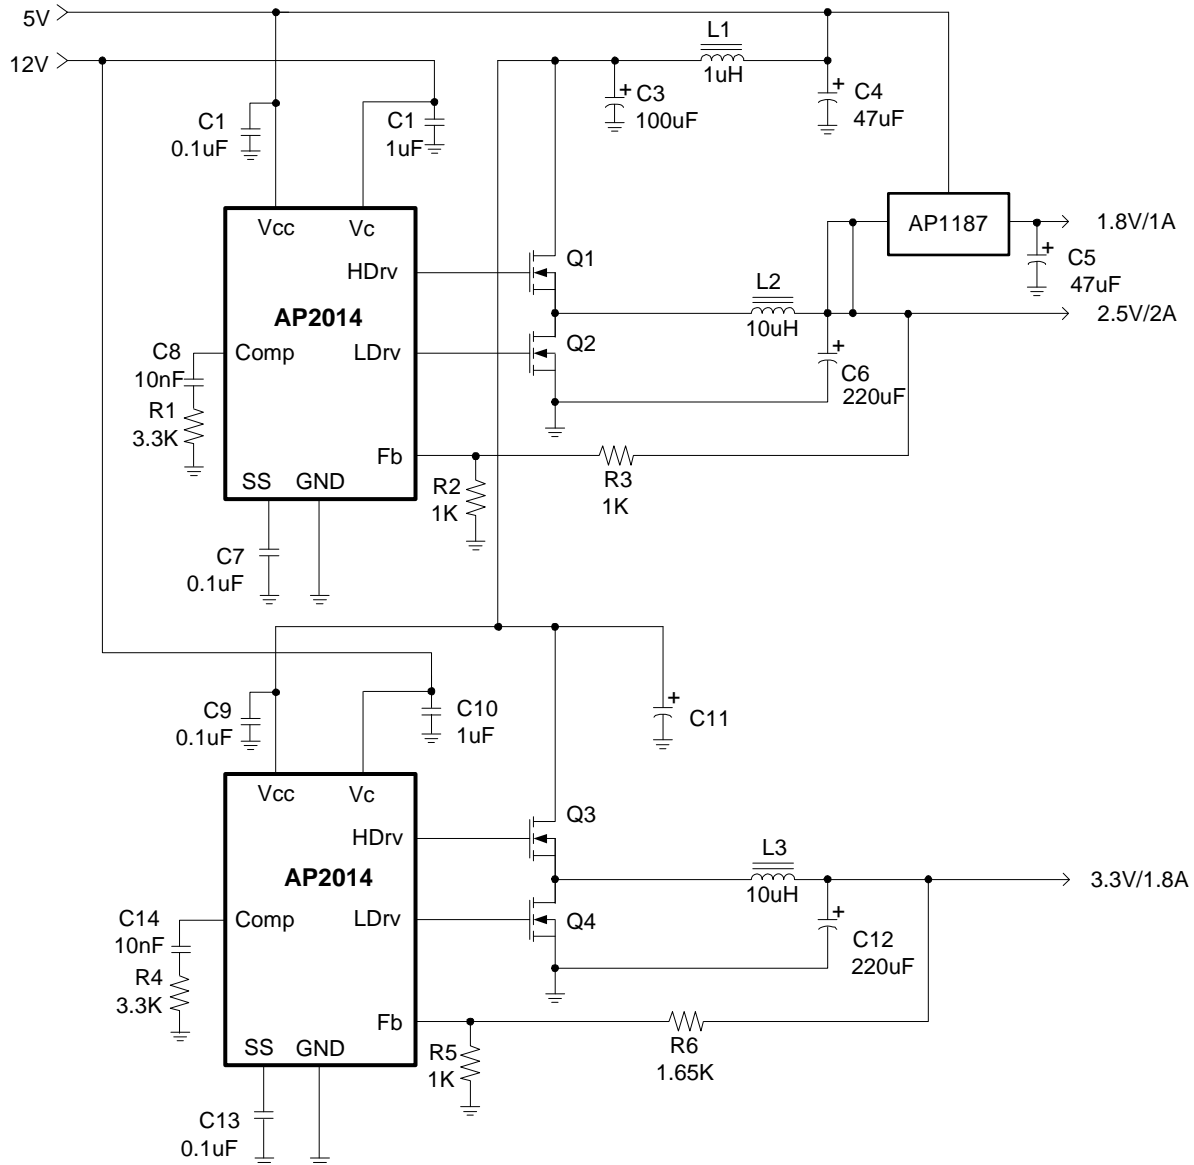 5V
12V
L1
1uH
C3
100uF
C4
47uF
C1
0.1uF
C1
1uF
Vcc
Vc
HDrv
AP2014
Comp
LDrv
Fb
SS
GND
Q1
Q2
AP1187
1.8V/1A
C5
47uF
L2
10uH
2.5V/2A
C6
220uF
C8
10nF
R1
3.3K
R2
1K
R3
1K
C7
0.1uF
C9
0.1uF
C10
1uF
C11
Vcc
Vc
HDrv
AP2014
Comp
LDrv
Fb
SS
GND
Q3
Q4
L3
10uH
3.3V/1.8A
C12
220uF
C14
10nF
R4
3.3K
R5
1K
R6
1.65K
C13
0.1uF